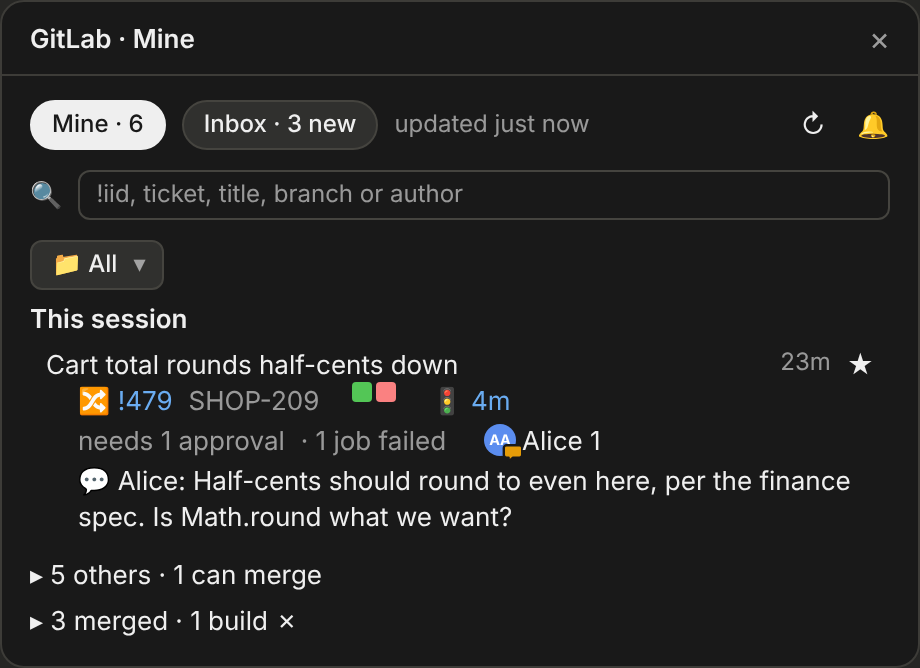 GitLab · Mine ×
Mine · 6 Inbox · 3 new updated just now
!iid, ticket, title, branch or author
All ▾
This session
Cart total rounds half-cents down 23m ★
!479 SHOP-209 4m
needs 1 approval · 1 job failed AA Alice 1
Alice: Half-cents should round to even here, per the finance
spec. Is Math.round what we want?
▸ 5 others · 1 can merge
▸ 3 merged · 1 build ×